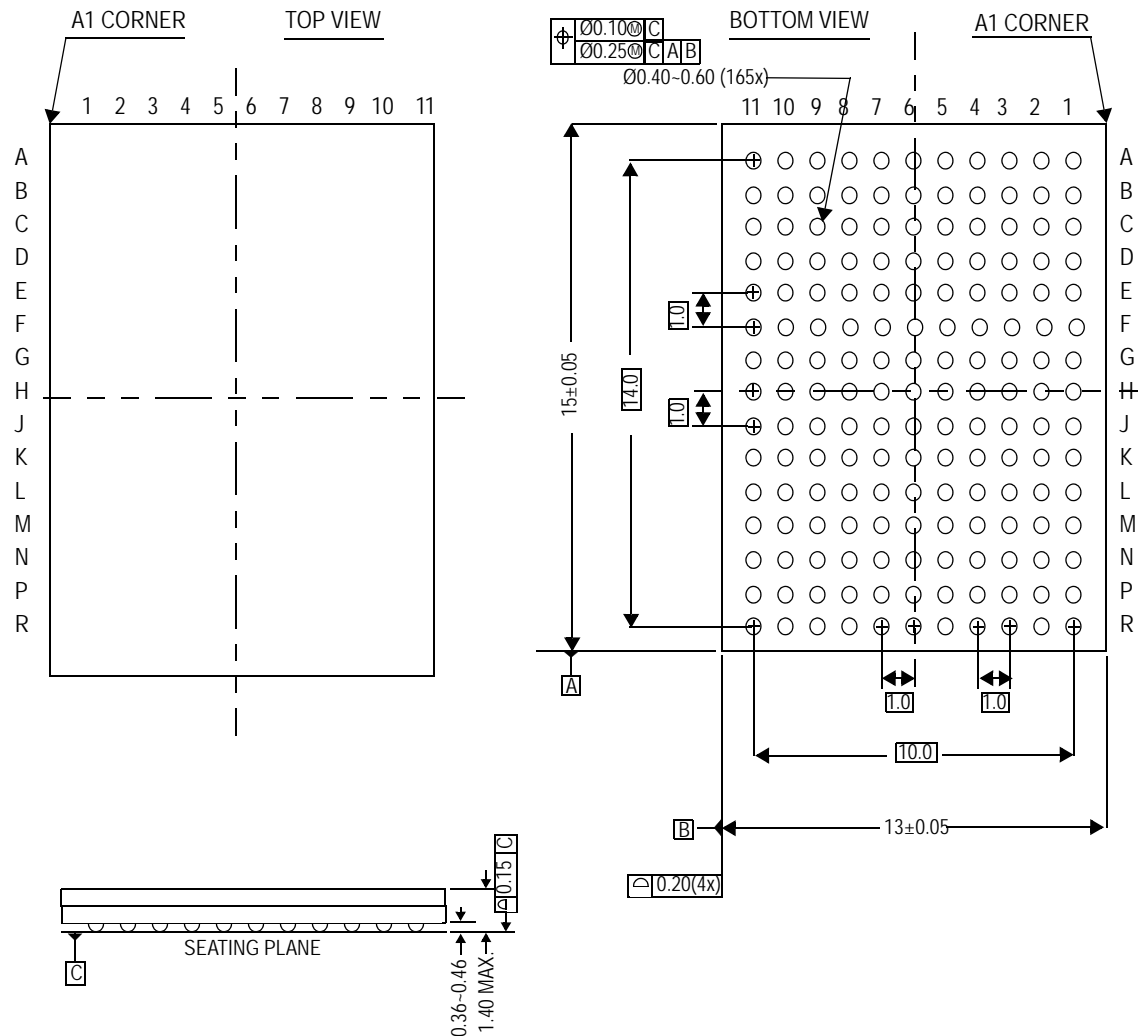 A1 CORNER
TOP VIEW
1 2 3 4 5 6 7 8 9 10 11
A
B
C
D
E
F
G
H
J
K
L
M
N
P
R
Ø0.10Ⓜ C
Ø0.25Ⓜ C A B
BOTTOM VIEW
A1 CORNER
Ø0.40~0.60 (165x)
11 10 9 8 7 6 5 4 3 2 1
A
B
C
D
E
F
G
H
J
K
L
M
N
P
R
15±0.05
14.0
1.0
1.0
A
1.0
1.0
10.0
B
13±0.05
0.20(4x)
0.15 C
SEATING PLANE
C
0.36~0.46
1.40 MAX.